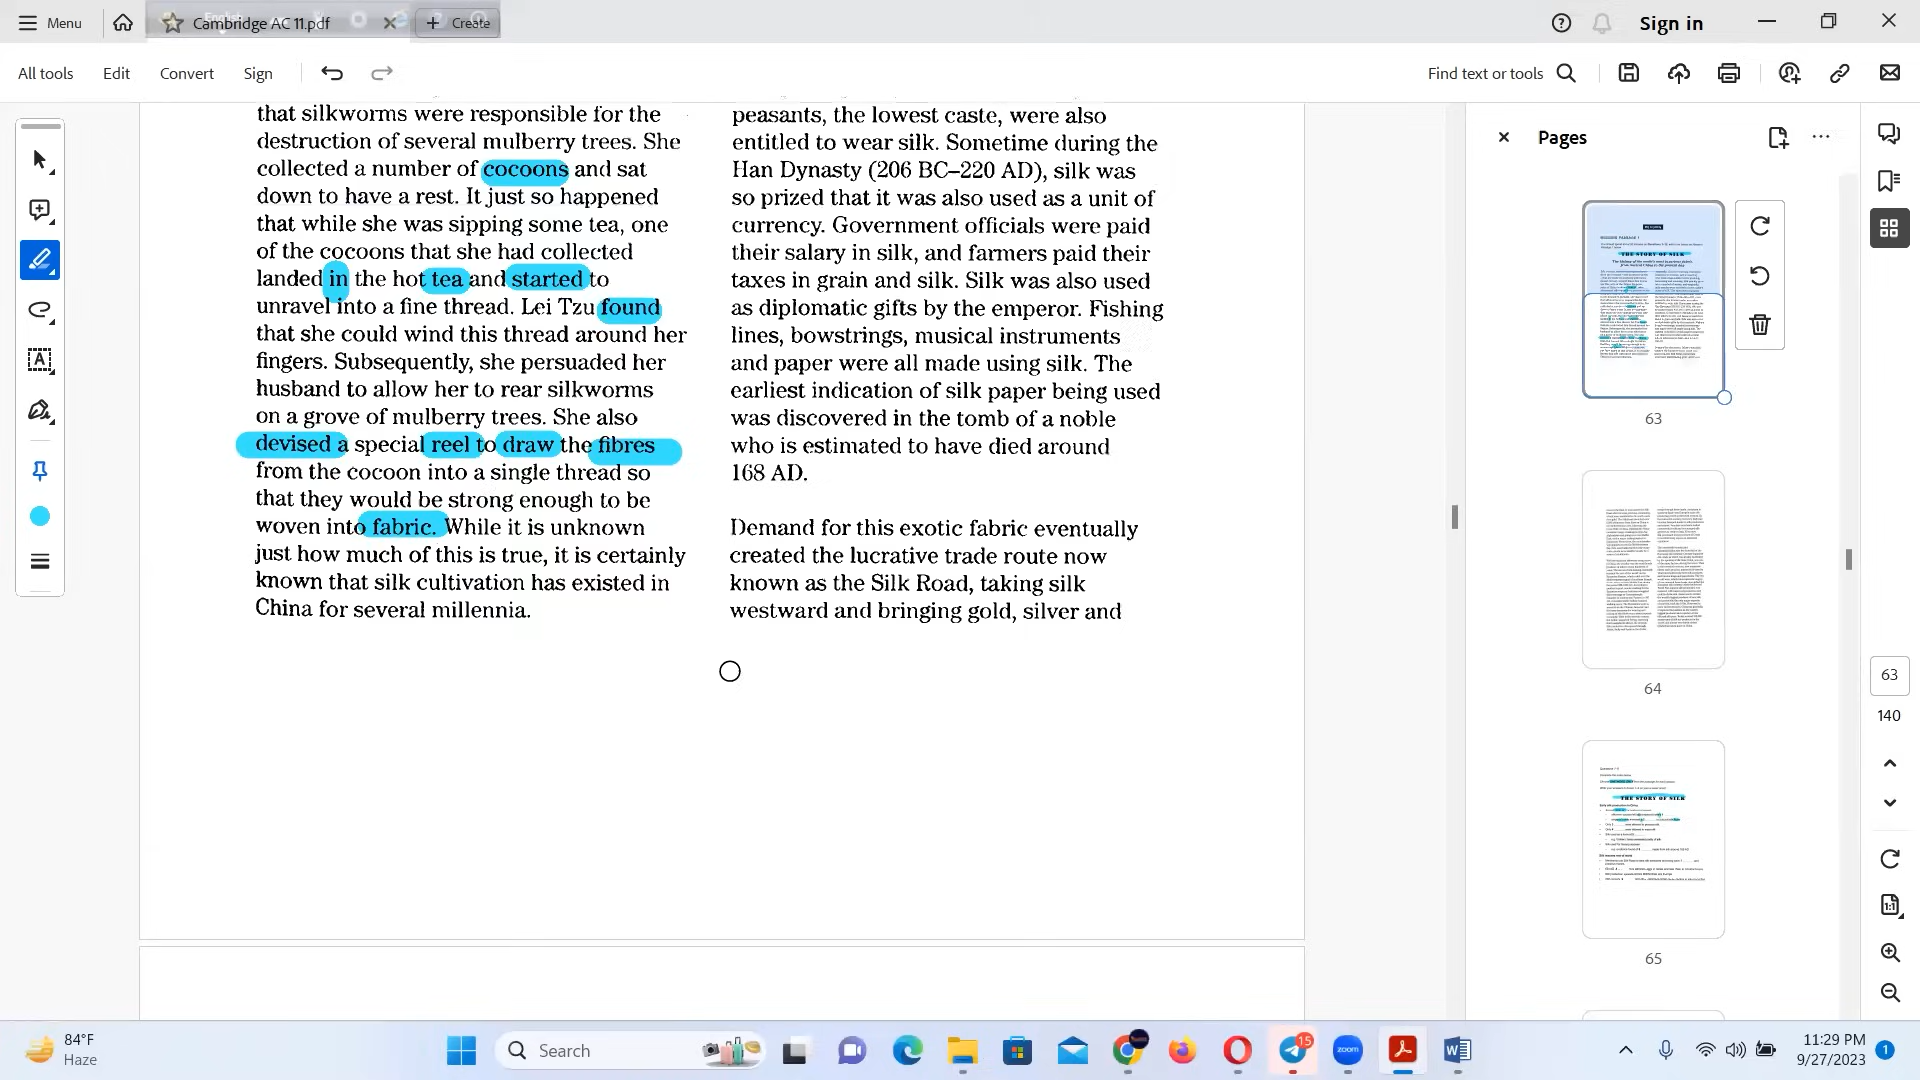 Menu
Cambridge AC 11.pdf
Create
Sign in
All tools
Edit
Convert
Sign
Find text or tools
that silkworms were responsible for the
destruction of several mulberry trees. She
collected a number of cocoons and sat
down to have a rest. It just so happened
that while she was sipping some tea, one
of the cocoons that she had collected
landed in the hot tea and started to
unravel into a fine thread. Lei Tzu found
that she could wind this thread around her
fingers. Subsequently, she persuaded her
husband to allow her to rear silkworms
on a grove of mulberry trees. She also
devised a special reel to draw the fibres
from the cocoon into a single thread so
that they would be strong enough to be
woven into fabric. While it is unknown
just how much of this is true, it is certainly
known that silk cultivation has existed in
China for several millennia.
peasants, the lowest caste, were also
entitled to wear silk. Sometime during the
Han Dynasty (206 BC–220 AD), silk was
so prized that it was also used as a unit of
currency. Government officials were paid
their salary in silk, and farmers paid their
taxes in grain and silk. Silk was also used
as diplomatic gifts by the emperor. Fishing
lines, bowstrings, musical instruments
and paper were all made using silk. The
earliest indication of silk paper being used
was discovered in the tomb of a noble
who is estimated to have died around
168 AD.
Demand for this exotic fabric eventually
created the lucrative trade route now
known as the Silk Road, taking silk
westward and bringing gold, silver and
Pages
THE STORY OF SILK
63
64
THE STORY OF SILK
65
63
140
1:1
84°F
Haze
Search
15
zoom
11:29 PM
9/27/2023
1